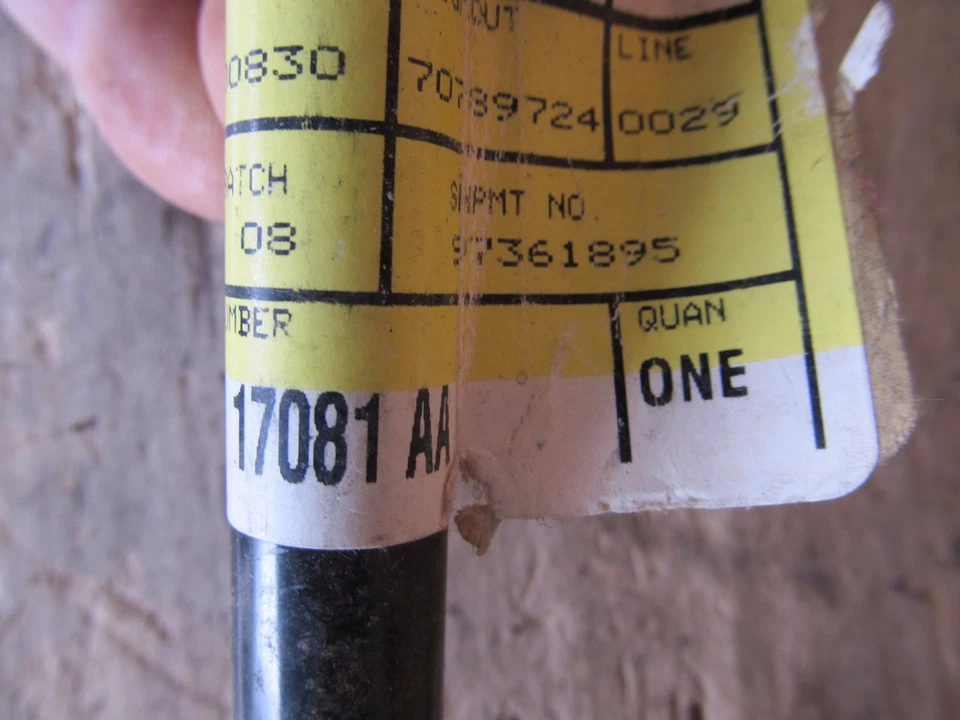 0830
LINE
70789724
0029
ATCH
08
SHPMT NO
97361895
MBER
QUAN
17081 AA
ONE